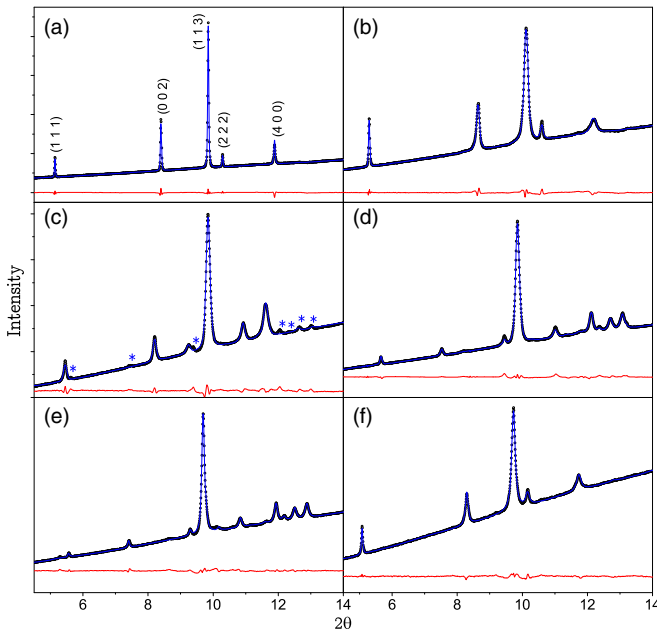 (a)
(1 1 1)
(0 0 2)
(1 1 3)
(2 2 2)
(4 0 0)
(b)
(c)
* * * * * * *
(d)
(e)
(f)
Intensity
6 8 10 12 14 6 8 10 12 14
2θ